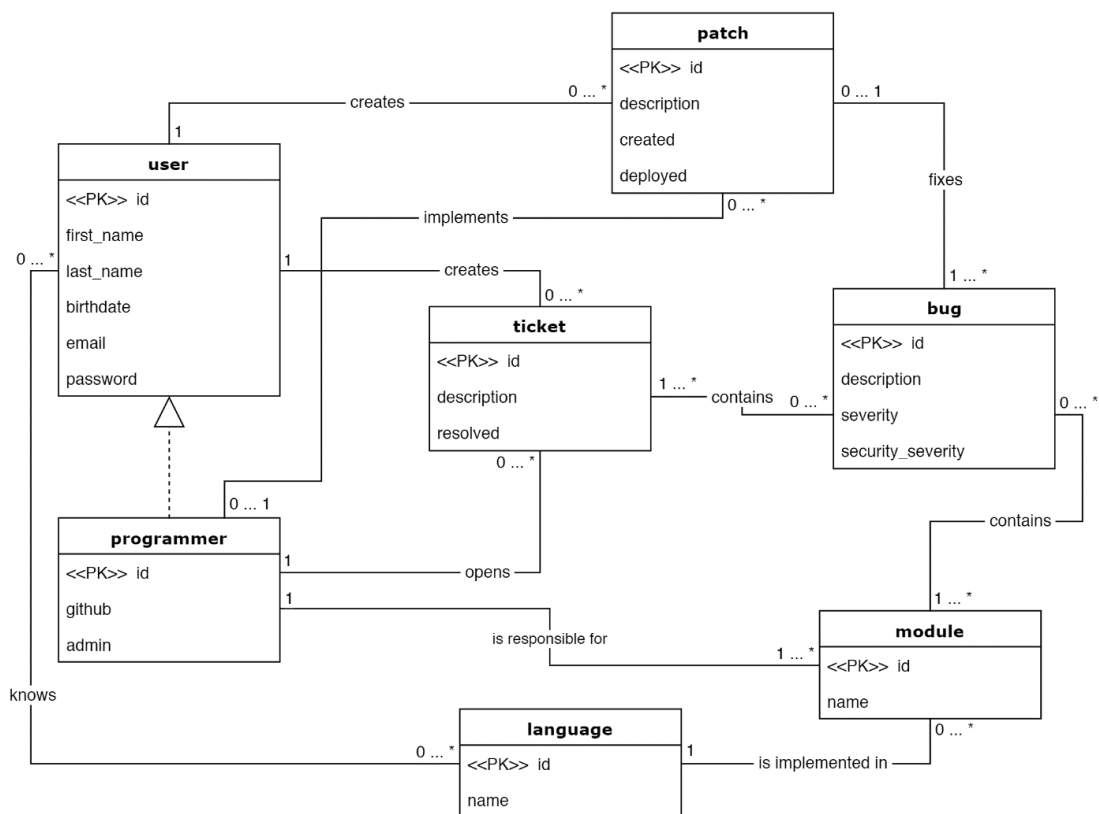 patch
<<PK>> id
description
created
deployed
0 ... *
0 ... 1
creates
1
user
<<PK>> id
first_name
last_name
birthdate
email
password
fixes
0 ... *
implements
0 ... *
1
creates
0 ... *
1 ... *
ticket
<<PK>> id
description
resolved
bug
<<PK>> id
description
severity
security_severity
1 ... *
contains
0 ... *
0 ... *
0 ... *
0 ... 1
programmer
<<PK>> id
github
admin
1
opens
1
is responsible for
1 ... *
contains
1 ... *
module
<<PK>> id
name
0 ... *
knows
language
<<PK>> id
name
0 ... *
1
is implemented in